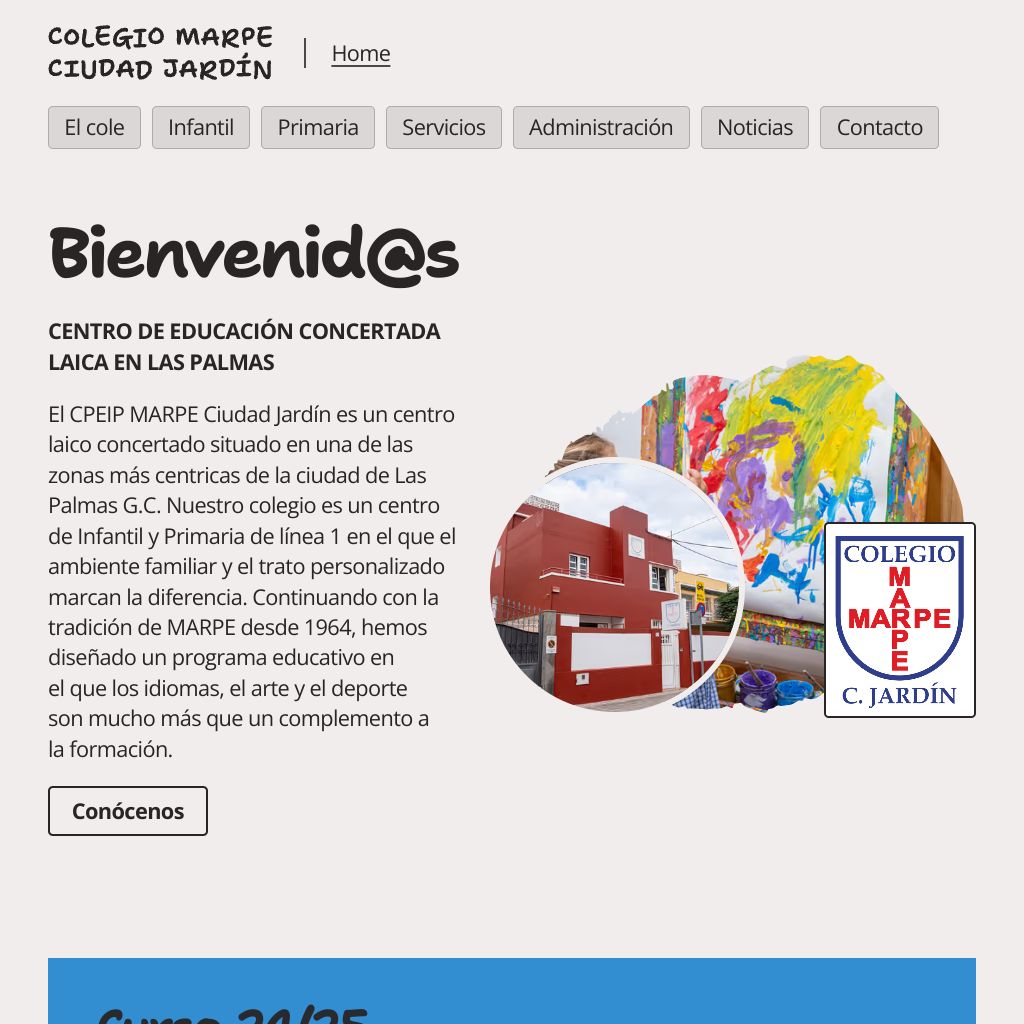 COLEGIO MARPE
CIUDAD JARDÍN
Home
El cole
Infantil
Primaria
Servicios
Administración
Noticias
Contacto
Bienvenid@s
CENTRO DE EDUCACIÓN CONCERTADA
LAICA EN LAS PALMAS
El CPEIP MARPE Ciudad Jardín es un centro
laico concertado situado en una de las
zonas más centricas de la ciudad de Las
Palmas G.C. Nuestro colegio es un centro
de Infantil y Primaria de línea 1 en el que el
ambiente familiar y el trato personalizado
marcan la diferencia. Continuando con la
tradición de MARPE desde 1964, hemos
diseñado un programa educativo en
el que los idiomas, el arte y el deporte
son mucho más que un complemento a
la formación.
Conócenos
COLEGIO
MARPE
MARPE
C. JARDÍN
Curso 24/25